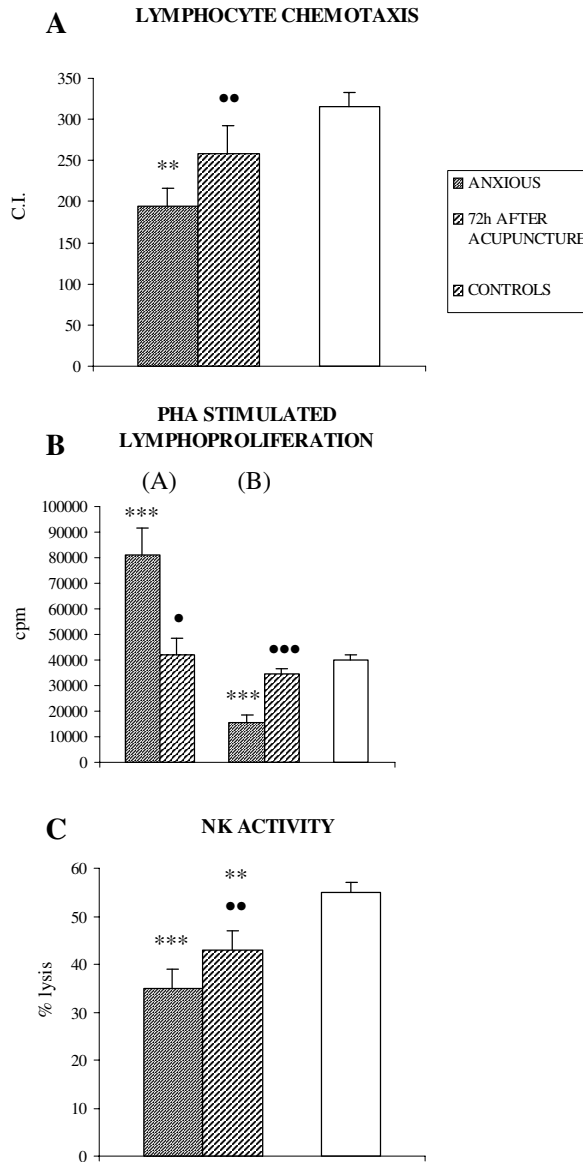 A
LYMPHOCYTE CHEMOTAXIS
350
300
250
200
150
100
50
0
C.I.
**
●●
ANXIOUS
72h AFTER
ACUPUNCTURE
CONTROLS
B
PHA STIMULATED
LYMPHOPROLIFERATION
(A) (B)
100000
90000
80000
70000
60000
50000
40000
30000
20000
10000
0
cpm
***
●
***
●●●
C
NK ACTIVITY
60
50
40
30
20
10
0
% lysis
***
**
●●